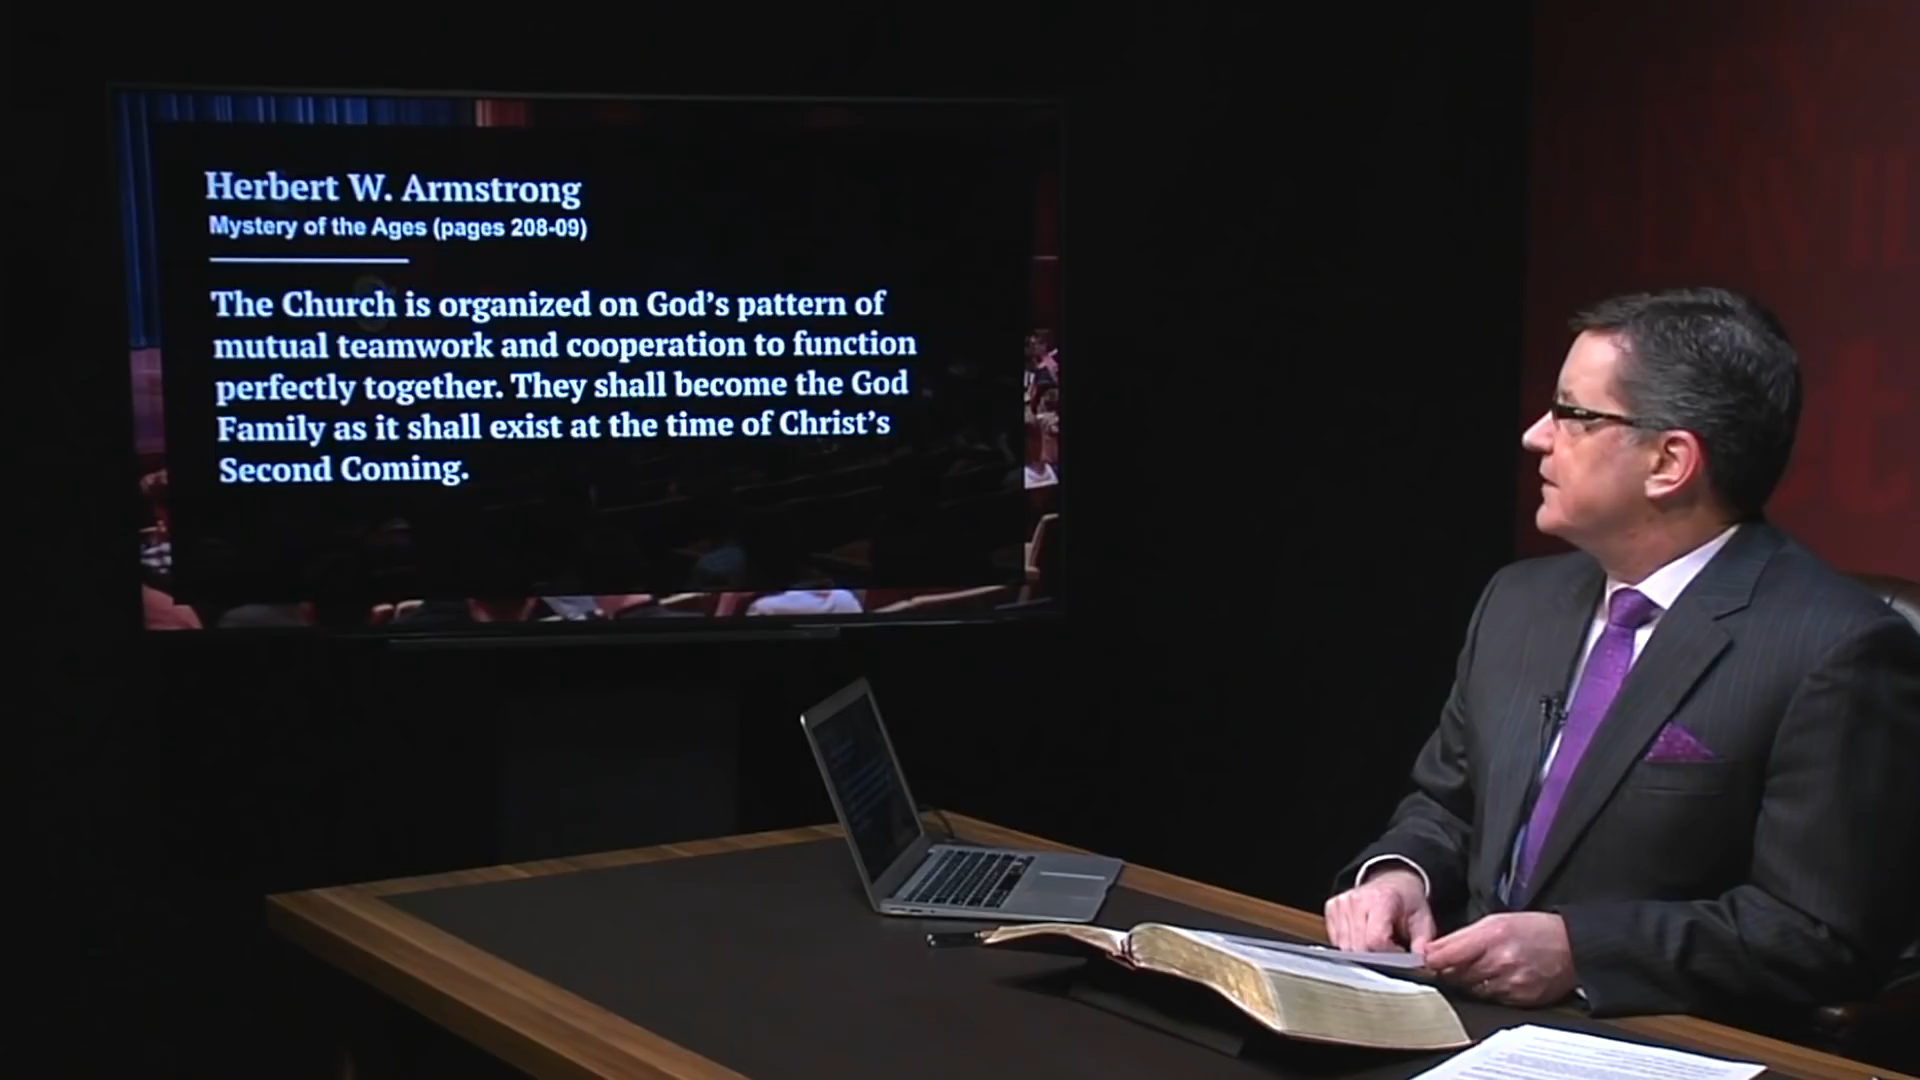 Herbert W. Armstrong
Mystery of the Ages (pages 208-09)
The Church is organized on God's pattern of
mutual teamwork and cooperation to function
perfectly together. They shall become the God
Family as it shall exist at the time of Christ's
Second Coming.